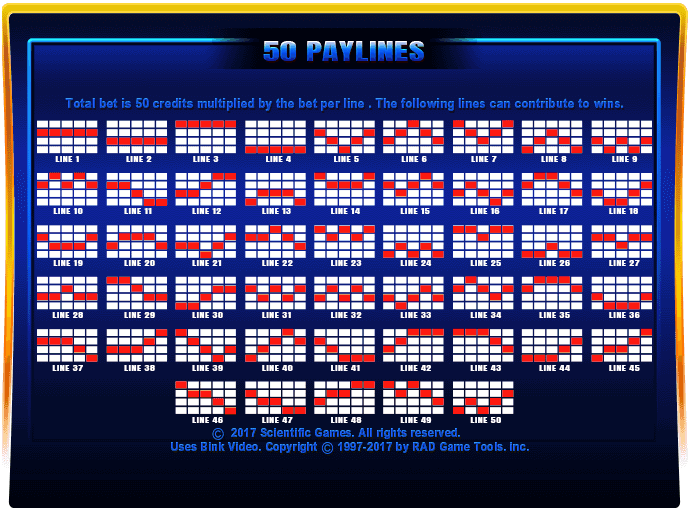 50 PAYLINES
Total bet is 50 credits multiplied by the bet per line . The following lines can contribute to wins.
LINE 1 LINE 2 LINE 3 LINE 4 LINE 5 LINE 6 LINE 7 LINE 8 LINE 9
LINE 10 LINE 11 LINE 12 LINE 13 LINE 14 LINE 15 LINE 16 LINE 17 LINE 18
LINE 19 LINE 20 LINE 21 LINE 22 LINE 23 LINE 24 LINE 25 LINE 26 LINE 27
LINE 28 LINE 29 LINE 30 LINE 31 LINE 32 LINE 33 LINE 34 LINE 35 LINE 36
LINE 37 LINE 38 LINE 39 LINE 40 LINE 41 LINE 42 LINE 43 LINE 44 LINE 45
LINE 46 LINE 47 LINE 48 LINE 49 LINE 50
© 2017 Scientific Games. All rights reserved.
Uses Bink Video. Copyright © 1997-2017 by RAD Game Tools. Inc.